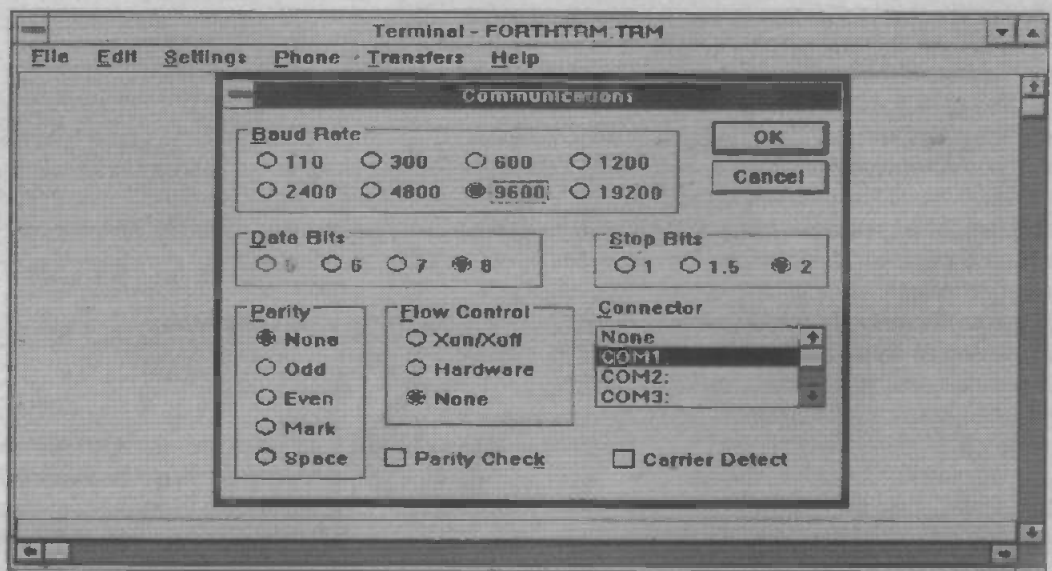 Terminal - FORTHTRM.TRM
File Edit Settings Phone Transfers Help
Communications
Baud Rate
110 300 600 1200
2400 4800 9600 19200
OK
Cancel
Data Bits
5 6 7 8
Stop Bits
1 1.5 2
Parity
None
Odd
Even
Mark
Space
Flow Control
Xon/Xoff
Hardware
None
Connector
None
COM1:
COM2:
COM3:
Parity Check
Carrier Detect